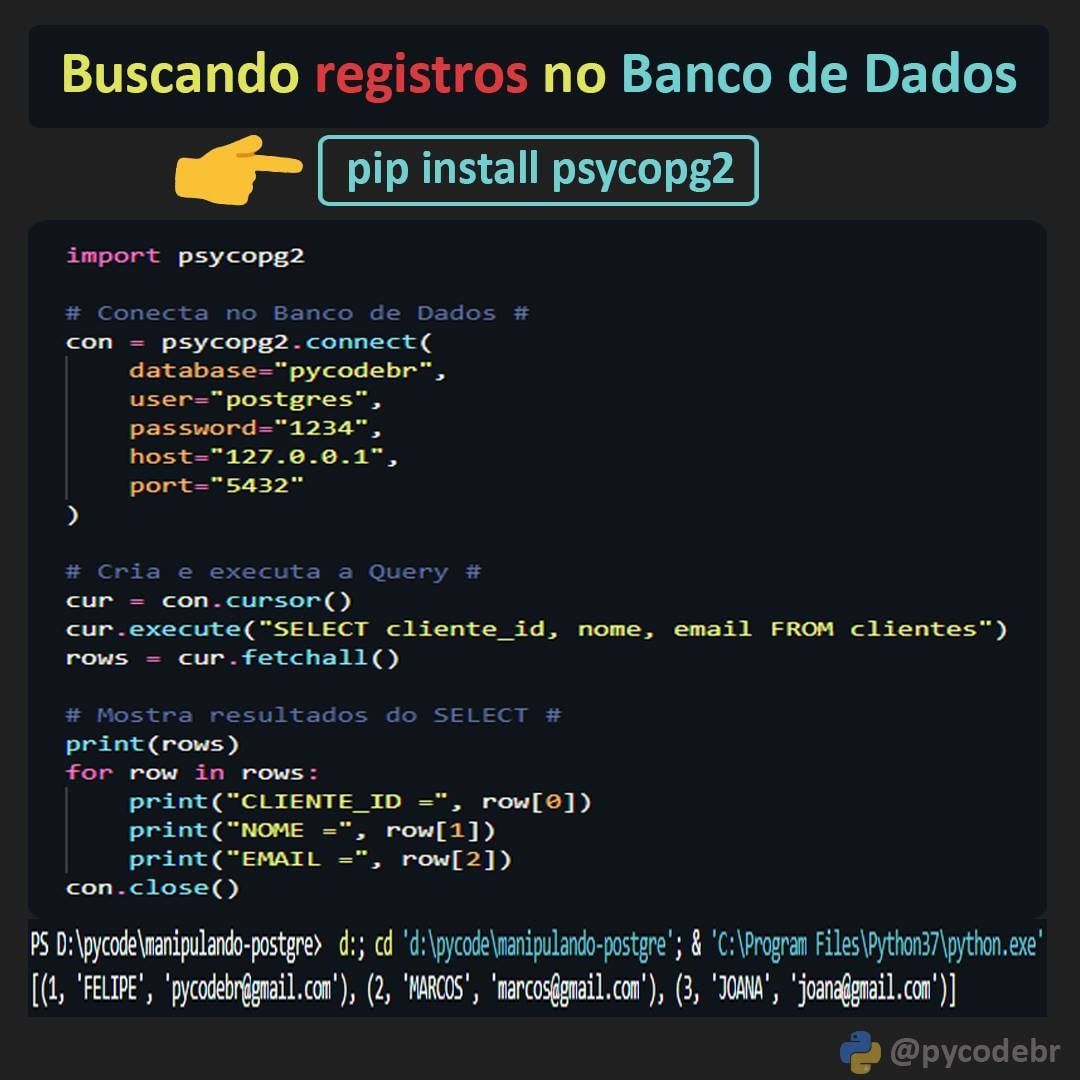 Buscando registros no Banco de Dados
pip install psycopg2
import psycopg2
# Conecta no Banco de Dados #
con = psycopg2.connect(
    database="pycodebr",
    user="postgres",
    password="1234",
    host="127.0.0.1",
    port="5432"
)
# Cria e executa a Query #
cur = con.cursor()
cur.execute("SELECT cliente_id, nome, email FROM clientes")
rows = cur.fetchall()
# Mostra resultados do SELECT #
print(rows)
for row in rows:
    print("CLIENTE_ID =", row[0])
    print("NOME =", row[1])
    print("EMAIL =", row[2])
con.close()
PS D:\pycode\manipulando-postgre> d:; cd 'd:\pycode\manipulando-postgre'; & 'C:\Program Files\Python37\python.exe'
[(1, 'FELIPE', 'pycodebr@gmail.com'), (2, 'MARCOS', 'marcos@gmail.com'), (3, 'JOANA', 'joana@gmail.com')]
@pycodebr